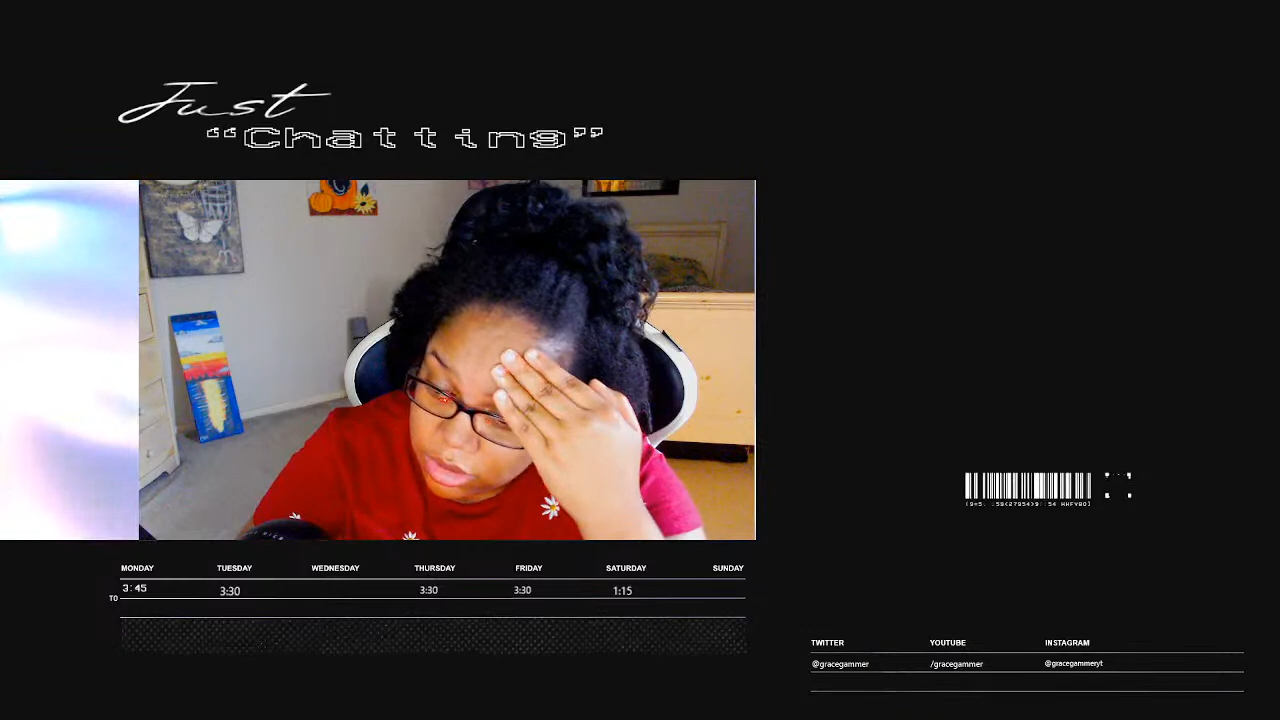 Just
“Chatting”
MONDAY TUESDAY WEDNESDAY THURSDAY FRIDAY SATURDAY SUNDAY
3:45 3:30 3:30 3:30 1:15
TO
TWITTER YOUTUBE INSTAGRAM
@gracegammer /gracegammer @gracegammeryt